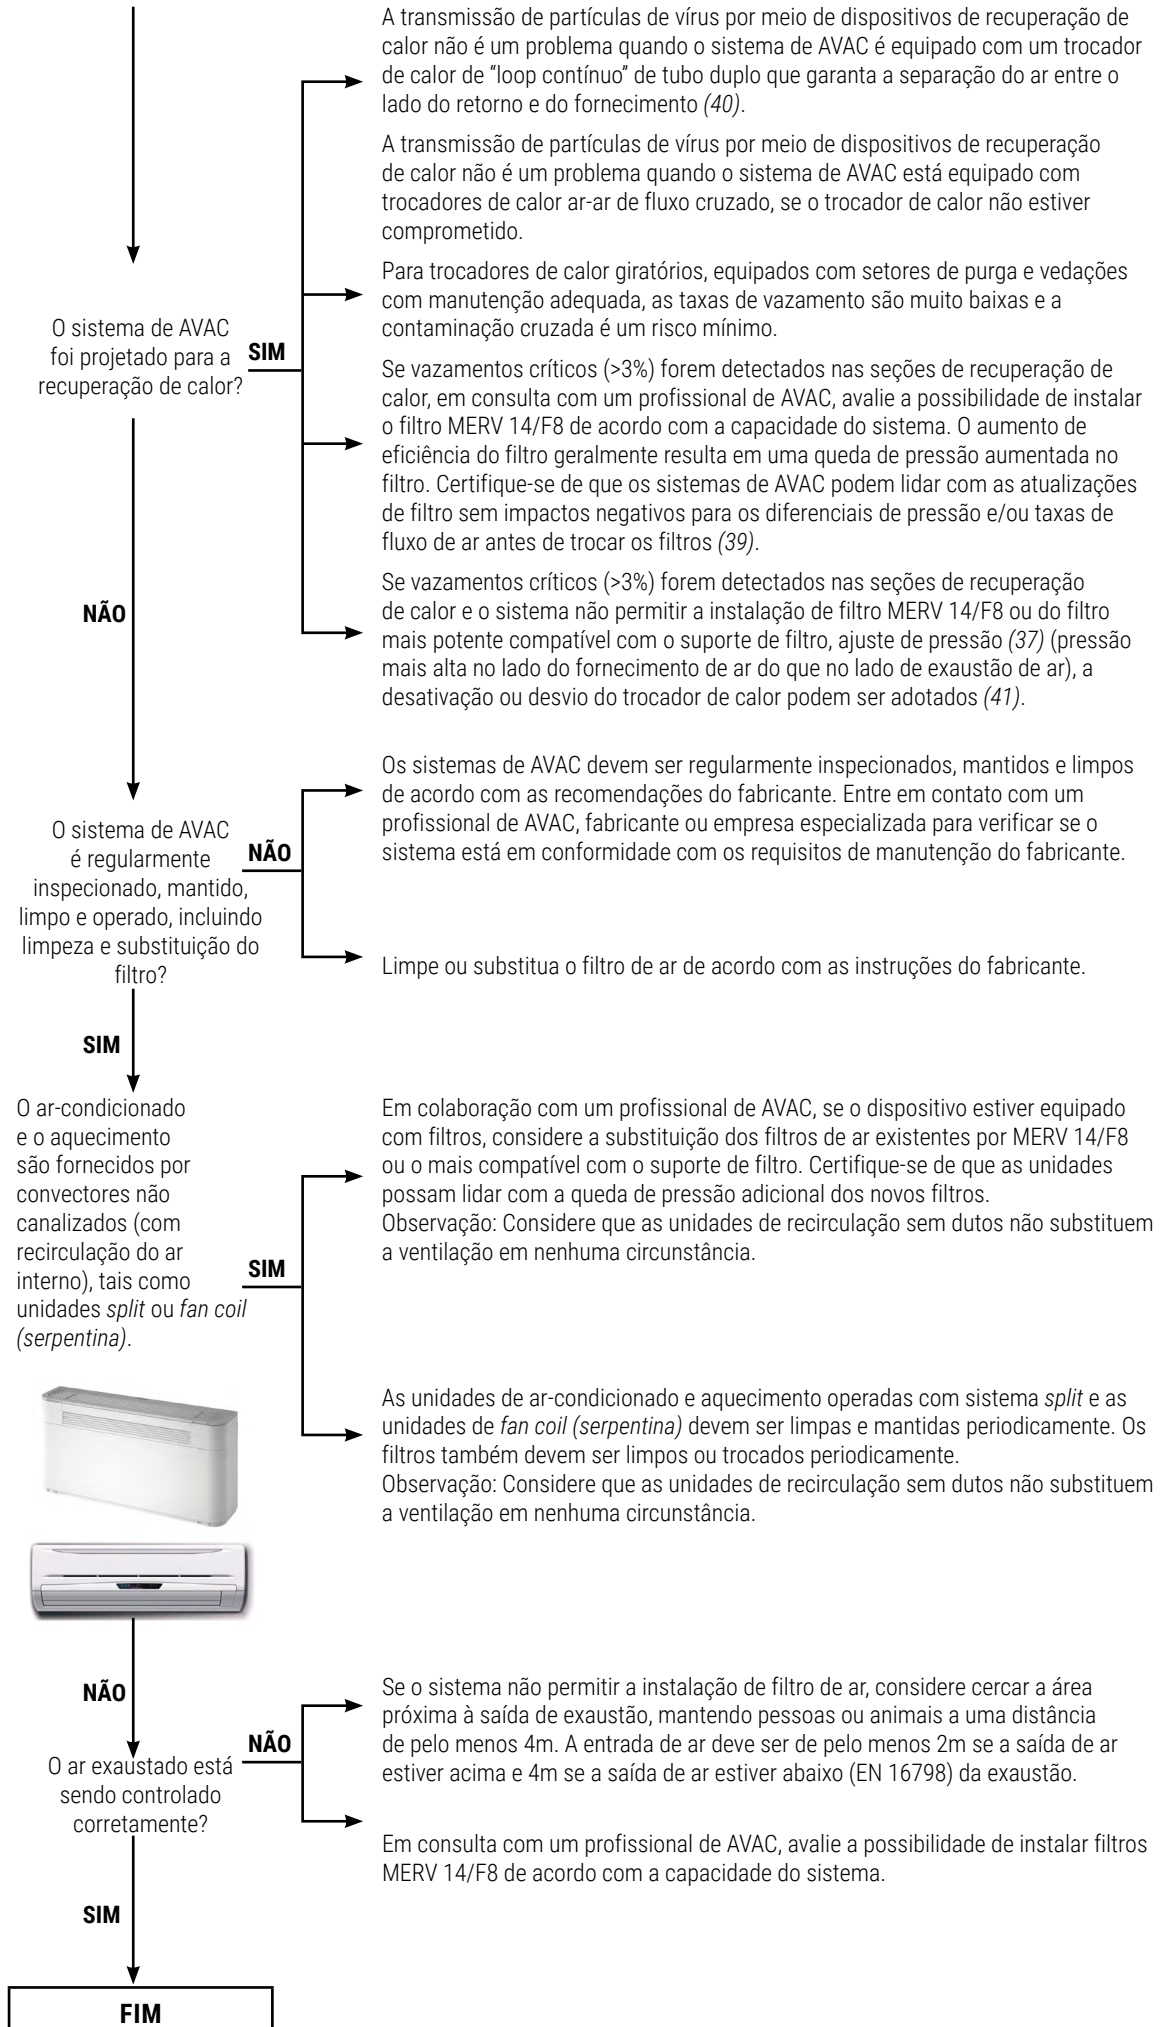 A transmissão de partículas de vírus por meio de dispositivos de recuperação de
calor não é um problema quando o sistema de AVAC é equipado com um trocador
de calor de “loop contínuo” de tubo duplo que garanta a separação do ar entre o
lado do retorno e do fornecimento (40).
A transmissão de partículas de vírus por meio de dispositivos de recuperação
de calor não é um problema quando o sistema de AVAC está equipado com
trocadores de calor ar-ar de fluxo cruzado, se o trocador de calor não estiver
comprometido.
Para trocadores de calor giratórios, equipados com setores de purga e vedações
com manutenção adequada, as taxas de vazamento são muito baixas e a
contaminação cruzada é um risco mínimo.
O sistema de AVAC
foi projetado para a
recuperação de calor?
SIM
Se vazamentos críticos (>3%) forem detectados nas seções de recuperação de
calor, em consulta com um profissional de AVAC, avalie a possibilidade de instalar
o filtro MERV 14/F8 de acordo com a capacidade do sistema. O aumento de
eficiência do filtro geralmente resulta em uma queda de pressão aumentada no
filtro. Certifique-se de que os sistemas de AVAC podem lidar com as atualizações
de filtro sem impactos negativos para os diferenciais de pressão e/ou taxas de
fluxo de ar antes de trocar os filtros (39).
NÃO
Se vazamentos críticos (>3%) forem detectados nas seções de recuperação
de calor e o sistema não permitir a instalação de filtro MERV 14/F8 ou do filtro
mais potente compatível com o suporte de filtro, ajuste de pressão (37) (pressão
mais alta no lado do fornecimento de ar do que no lado de exaustão de ar), a
desativação ou desvio do trocador de calor podem ser adotados (41).
O sistema de AVAC
é regularmente
inspecionado, mantido,
limpo e operado, incluindo
limpeza e substituição do
filtro?
NÃO
Os sistemas de AVAC devem ser regularmente inspecionados, mantidos e limpos
de acordo com as recomendações do fabricante. Entre em contato com um
profissional de AVAC, fabricante ou empresa especializada para verificar se o
sistema está em conformidade com os requisitos de manutenção do fabricante.
Limpe ou substitua o filtro de ar de acordo com as instruções do fabricante.
SIM
O ar-condicionado
e o aquecimento
são fornecidos por
convectores não
canalizados (com
recirculação do ar
interno), tais como
unidades split ou fan coil
(serpentina).
SIM
Em colaboração com um profissional de AVAC, se o dispositivo estiver equipado
com filtros, considere a substituição dos filtros de ar existentes por MERV 14/F8
ou o mais compatível com o suporte de filtro. Certifique-se de que as unidades
possam lidar com a queda de pressão adicional dos novos filtros.
Observação: Considere que as unidades de recirculação sem dutos não substituem
a ventilação em nenhuma circunstância.
As unidades de ar-condicionado e aquecimento operadas com sistema split e as
unidades de fan coil (serpentina) devem ser limpas e mantidas periodicamente. Os
filtros também devem ser limpos ou trocados periodicamente.
Observação: Considere que as unidades de recirculação sem dutos não substituem
a ventilação em nenhuma circunstância.
NÃO
O ar exaustado está
sendo controlado
corretamente?
NÃO
Se o sistema não permitir a instalação de filtro de ar, considere cercar a área
próxima à saída de exaustão, mantendo pessoas ou animais a uma distância
de pelo menos 4m. A entrada de ar deve ser de pelo menos 2m se a saída de ar
estiver acima e 4m se a saída de ar estiver abaixo (EN 16798) da exaustão.
Em consulta com um profissional de AVAC, avalie a possibilidade de instalar filtros
MERV 14/F8 de acordo com a capacidade do sistema.
SIM
FIM